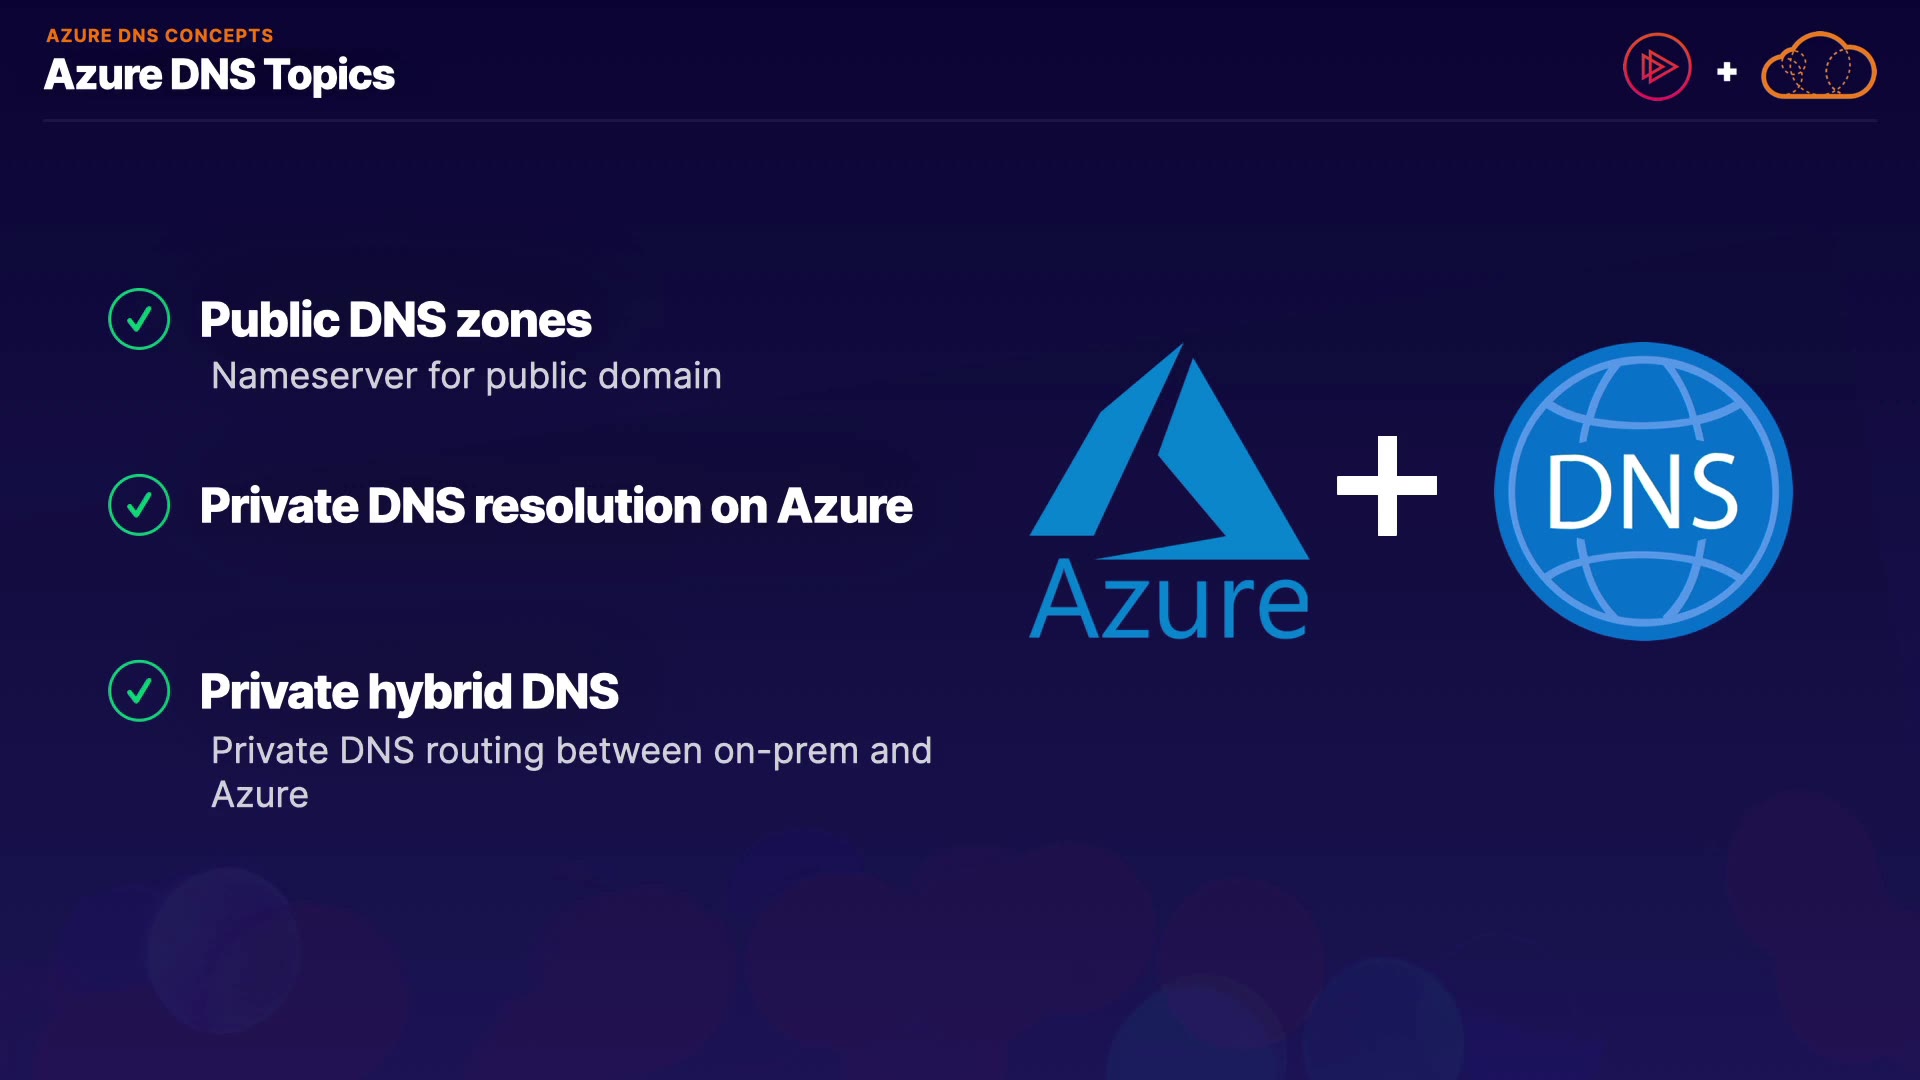 AZURE DNS CONCEPTS
Azure DNS Topics
Public DNS zones
Nameserver for public domain
Private DNS resolution on Azure
Private hybrid DNS
Private DNS routing between on-prem and
Azure
Azure
DNS